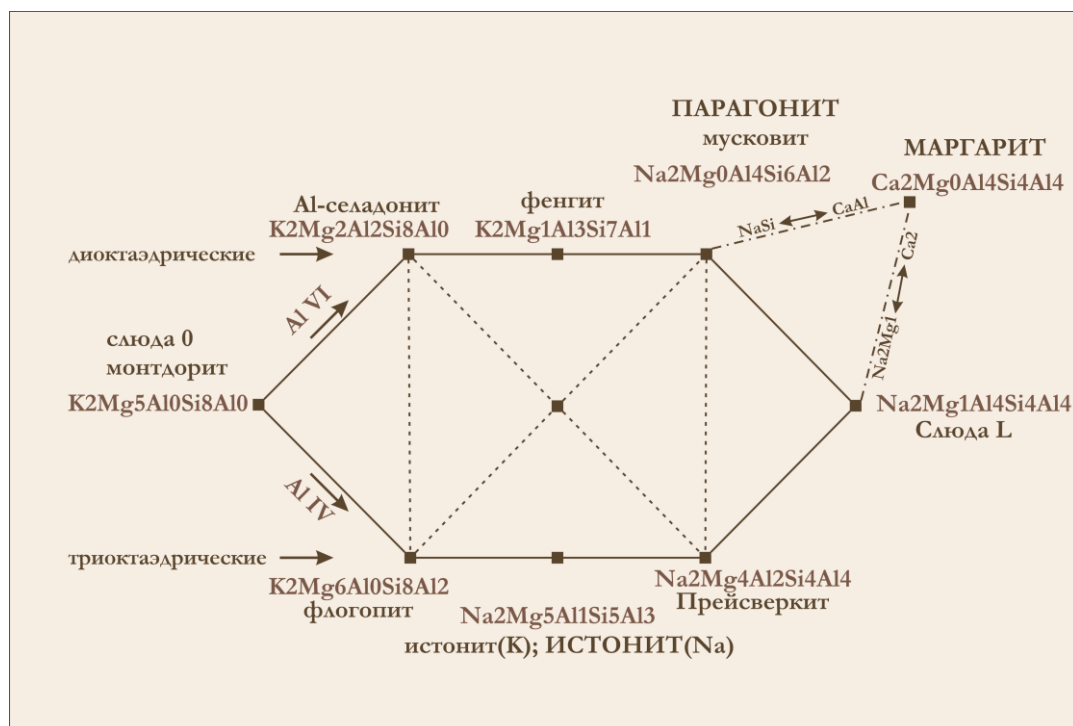 ПАРАГОНИТ
мусковит
Na2Mg0Al4Si6Al2
МАРГАРИТ
Ca2Mg0Al4Si4Al4
Al-селадонит
K2Mg2Al2Si8Al0
фенгит
K2Mg1Al3Si7Al1
NaSi
CaAl
диоктаэдрические
Al VI
Ca2
Na2Mg1
слюда 0
монтдорит
K2Mg5Al0Si8Al0
Na2Mg1Al4Si4Al4
Слюда L
Al IV
триоктаэдрические
K2Mg6Al0Si8Al2
флогопит
Na2Mg5Al1Si5Al3
истонит(K); ИСТОНИТ(Na)
Na2Mg4Al2Si4Al4
Прейсверкит